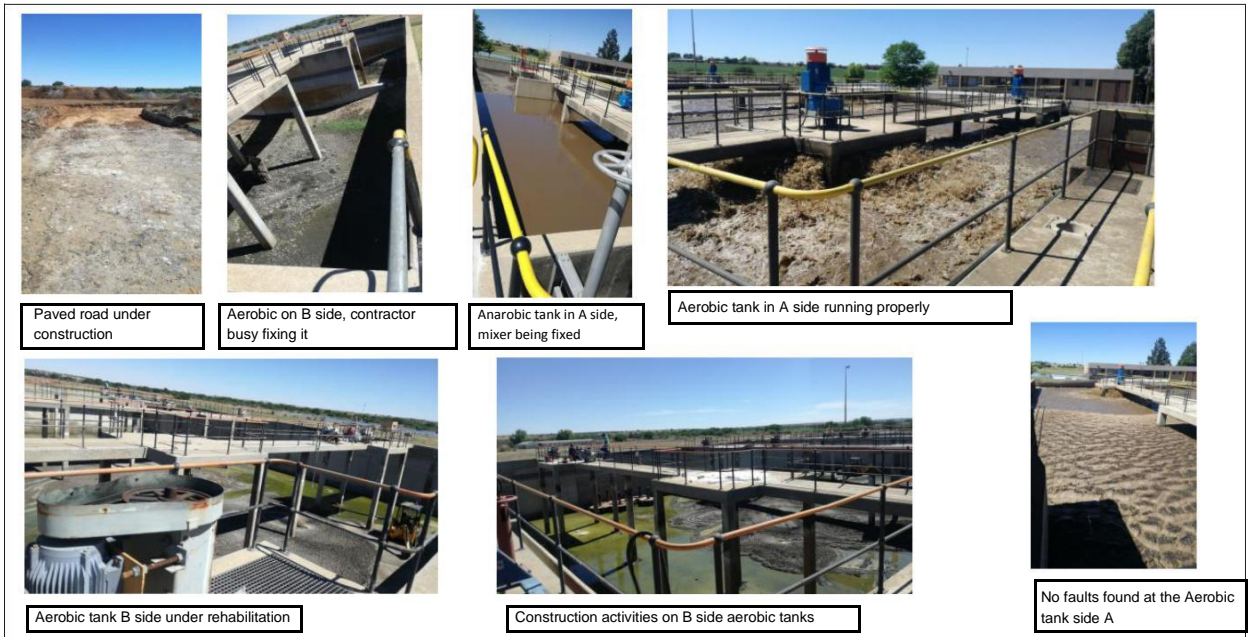 Paved road under
construction
Aerobic on B side, contractor
busy fixing it
Anarobic tank in A side,
mixer being fixed
Aerobic tank in A side running properly
Aerobic tank B side under rehabilitation
Construction activities on B side aerobic tanks
No faults found at the Aerobic
tank side A